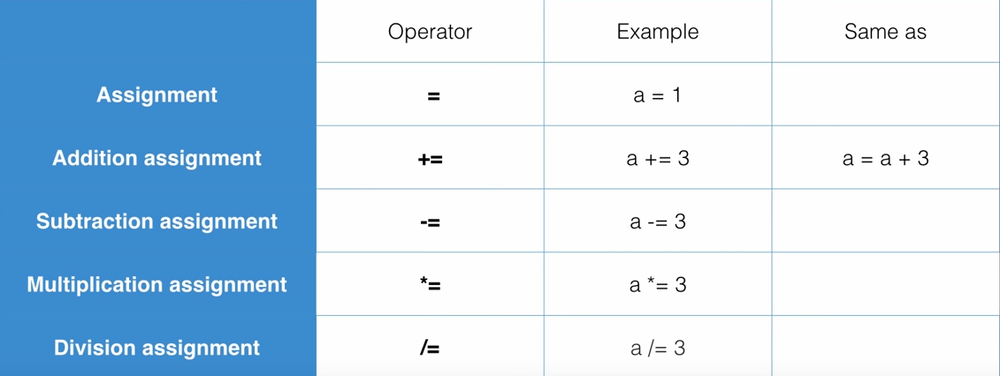 Operator Example Same as
Assignment = a = 1
Addition assignment += a += 3 a = a + 3
Subtraction assignment -= a -= 3
Multiplication assignment *= a *= 3
Division assignment /= a /= 3